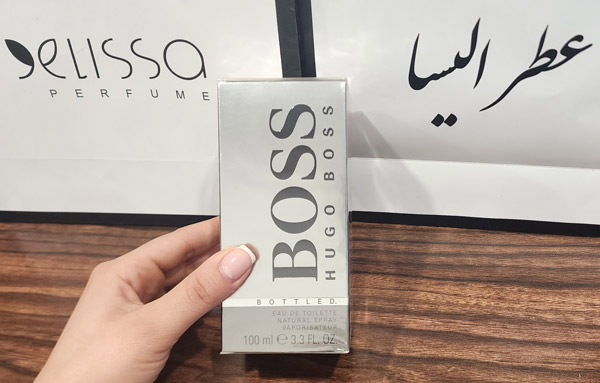 eLISSa
PERFUME
عطر الیسا
BOSS
HUGO BOSS
BOTTLED.
EAU DE TOILETTE
NATURAL SPRAY
VAPORISATEUR
100 ml ℮ 3.3 FL. OZ.